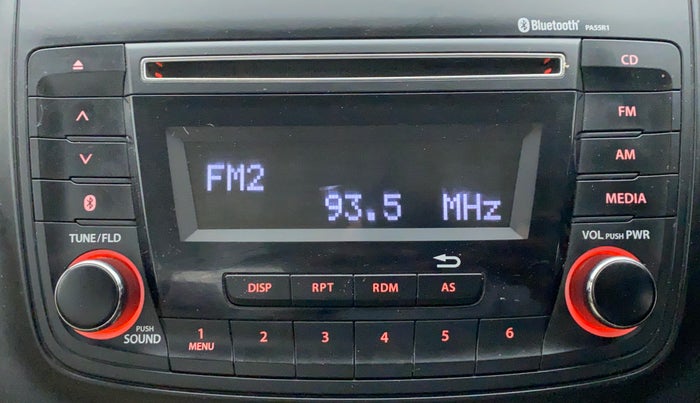 Bluetooth® PA5SR1
CD
FM
FM2
AM
93.5 MHz
MEDIA
TUNE/FLD
VOL PUSH PWR
DISP
RPT
RDM
AS
PUSH
SOUND
1
MENU
2
3
4
5
6